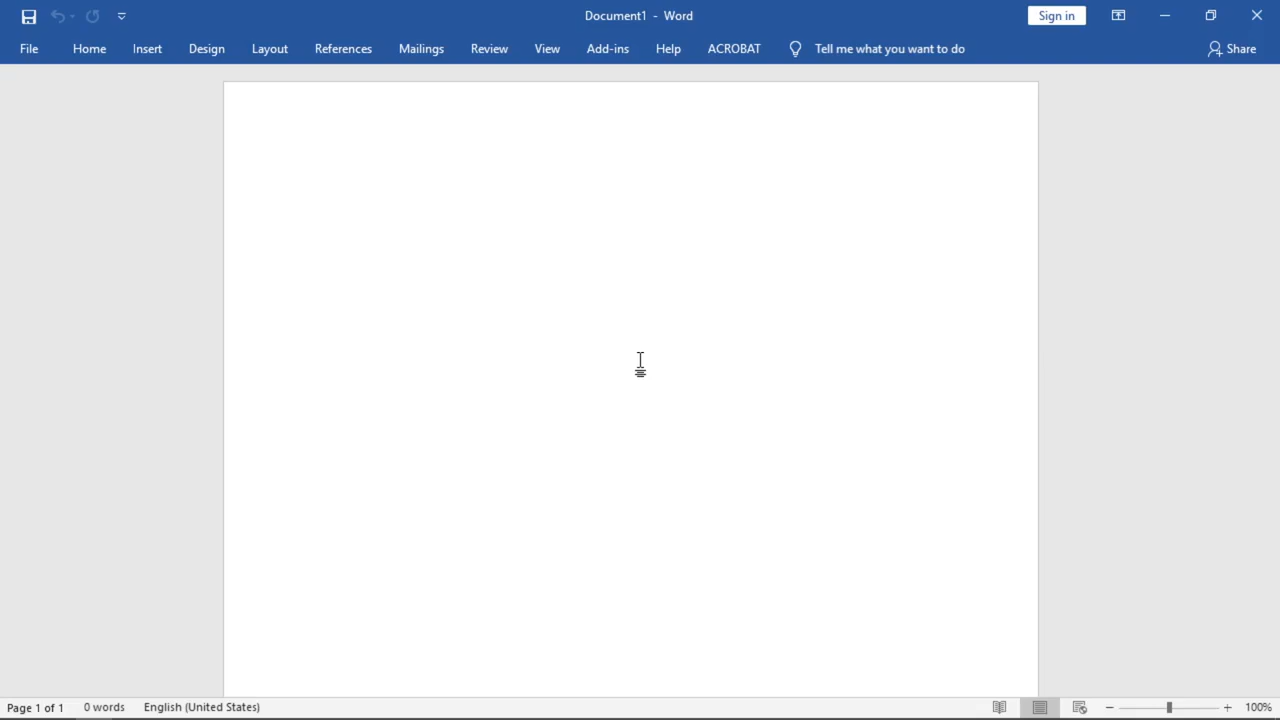 Document1 - Word
Sign in
File Home Insert Design Layout References Mailings Review View Add-ins Help ACROBAT Tell me what you want to do Share
Page 1 of 1 0 words English (United States) 100%